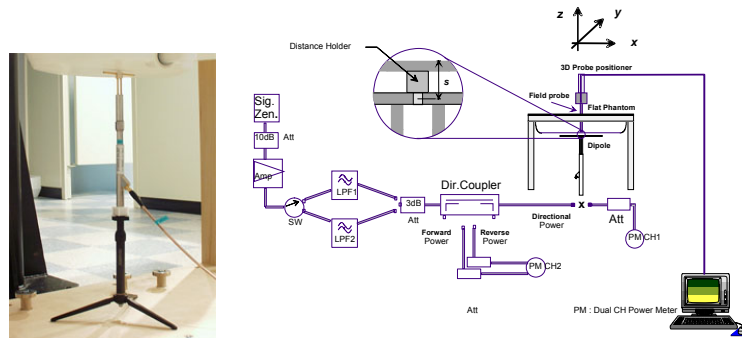 z
y
x
Distance Holder
s
3D Probe positioner
Field probe
Flat Phantom
Dipole
Sig.
Zen.
10dB
Att
Amp
LPF1
SW
LPF2
3dB
Att
Dir.Coupler
Forward
Power
Reverse
Power
Directional
Power
x
Att
PM CH1
PM CH2
Att
PM : Dual CH Power Meter